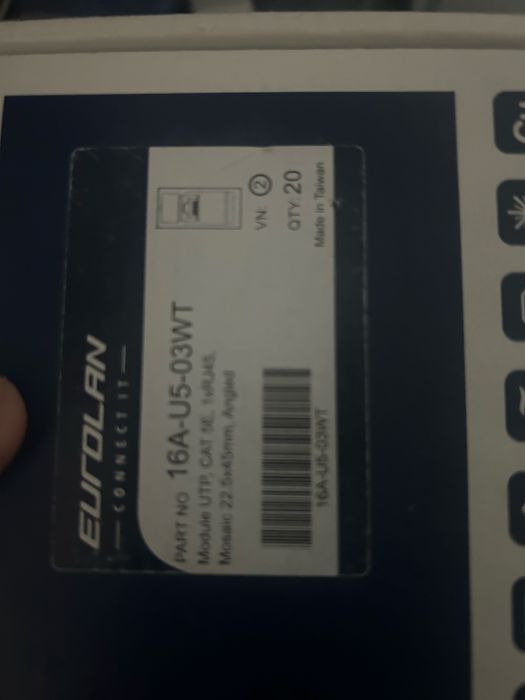 EUROLAN
CONNECT IT
PART NO 16A-U5-03WT
Module UTP, CAT 5E, 1xRJ45,
Mosaic 22.5x45mm, Angled
16A-U5-03WT
VN: 2
QTY: 20
Made in Taiwan